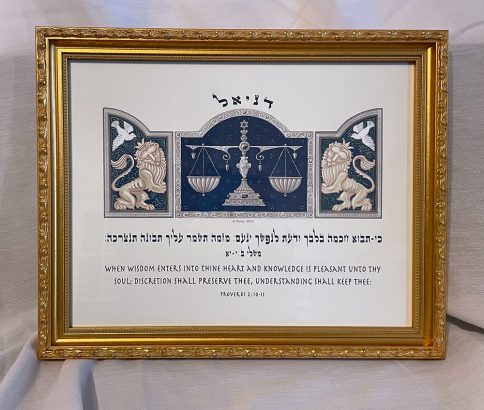 דניאל
כי-תבוא חכמה בלבך ודעת לנפשך ינעם: מזמה תשמר עליך תבונה תנצרכה:
משלי ב י-יא
WHEN WISDOM ENTERS INTO THINE HEART AND KNOWLEDGE IS PLEASANT UNTO THY
SOUL; DISCRETION SHALL PRESERVE THEE, UNDERSTANDING SHALL KEEP THEE:
PROVERBS 2:10-11